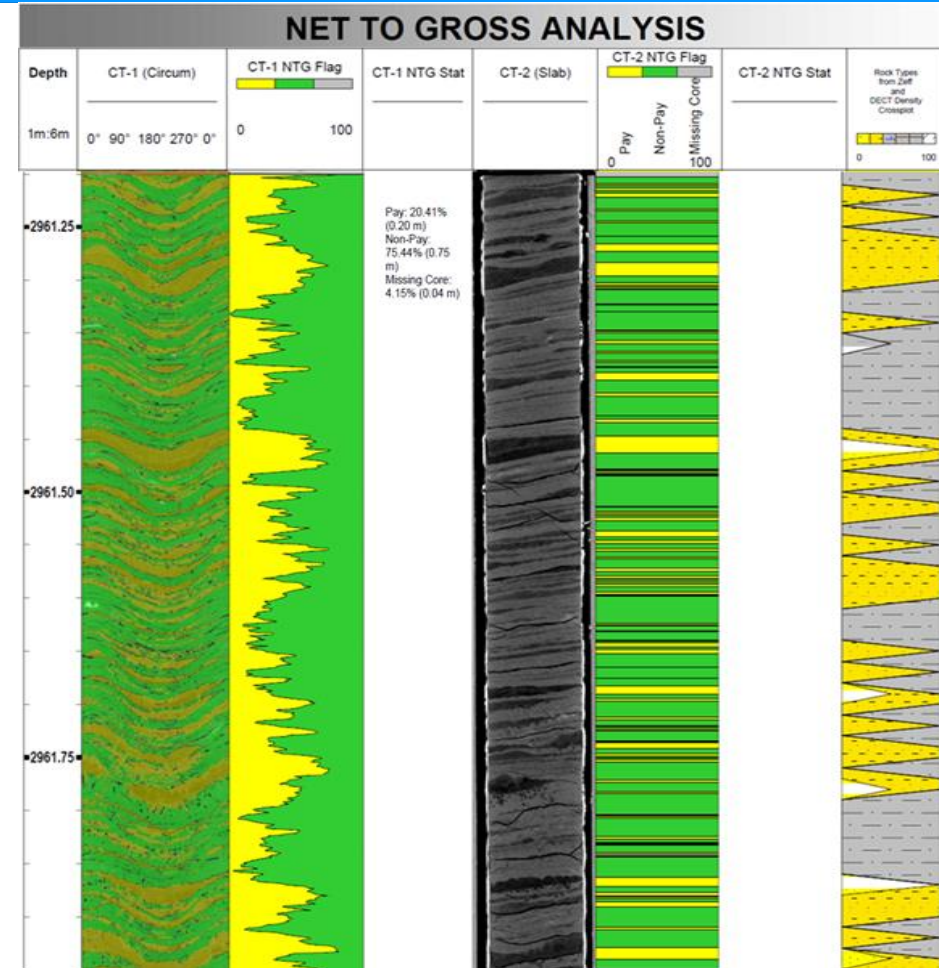 NET TO GROSS ANALYSIS
Depth
1m:6m
CT-1 (Circum)
0° 90° 180° 270° 0°
CT-1 NTG Flag
0 100
CT-1 NTG Stat
CT-2 (Slab)
CT-2 NTG Flag
Pay
Non-Pay
Missing Core
0 100
CT-2 NTG Stat
Rock Types
from Zeff
and
DECT Density
Crossplot
0 100
2961.25
Pay: 20.41%
(0.20 m)
Non-Pay:
75.44% (0.75
m)
Missing Core:
4.15% (0.04 m)
2961.50
2961.75